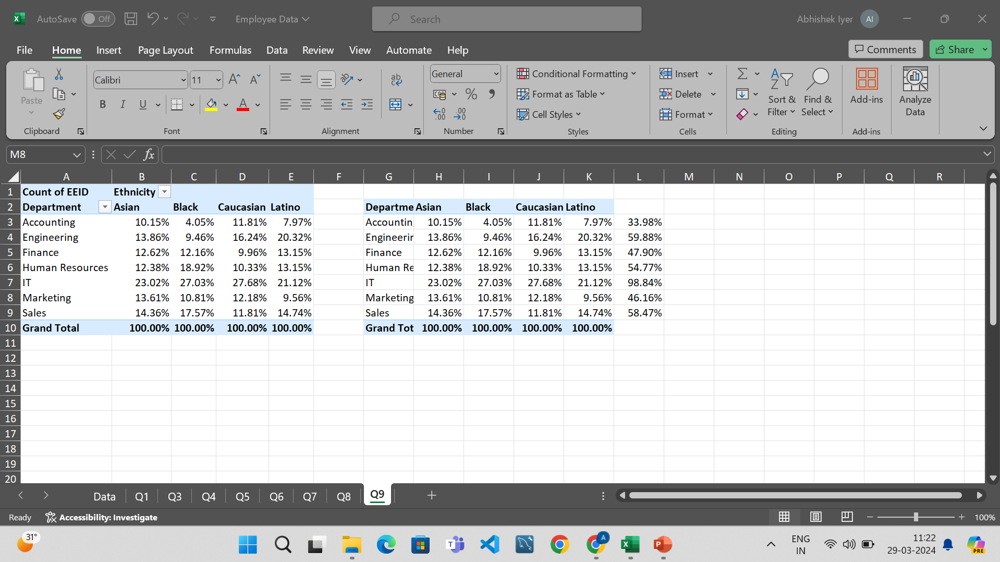 AutoSave Off Employee Data Search Abhishek Iyer AI
File Home Insert Page Layout Formulas Data Review View Automate Help Comments Share
Calibri 11 General Conditional Formatting Insert
Paste Format as Table Delete Sort & Filter Find & Select Add-ins Analyze Data
B I U Cell Styles Format
Clipboard Font Alignment Number Styles Cells Editing Add-ins
M8 fx
A B C D E F G H I J K L M N O P Q R
1 Count of EEID Ethnicity
2 Department Asian Black Caucasian Latino Departme Asian Black Caucasian Latino
3 Accounting 10.15% 4.05% 11.81% 7.97% Accountin 10.15% 4.05% 11.81% 7.97% 33.98%
4 Engineering 13.86% 9.46% 16.24% 20.32% Engineerir 13.86% 9.46% 16.24% 20.32% 59.88%
5 Finance 12.62% 12.16% 9.96% 13.15% Finance 12.62% 12.16% 9.96% 13.15% 47.90%
6 Human Resources 12.38% 18.92% 10.33% 13.15% Human Re 12.38% 18.92% 10.33% 13.15% 54.77%
7 IT 23.02% 27.03% 27.68% 21.12% IT 23.02% 27.03% 27.68% 21.12% 98.84%
8 Marketing 13.61% 10.81% 12.18% 9.56% Marketing 13.61% 10.81% 12.18% 9.56% 46.16%
9 Sales 14.36% 17.57% 11.81% 14.74% Sales 14.36% 17.57% 11.81% 14.74% 58.47%
10 Grand Total 100.00% 100.00% 100.00% 100.00% Grand Tot 100.00% 100.00% 100.00% 100.00%
11
12
13
14
15
16
17
18
19
20
Data Q1 Q3 Q4 Q5 Q6 Q7 Q8 Q9
Ready Accessibility: Investigate 100%
31° ENG 11:22
IN 29-03-2024 PRE